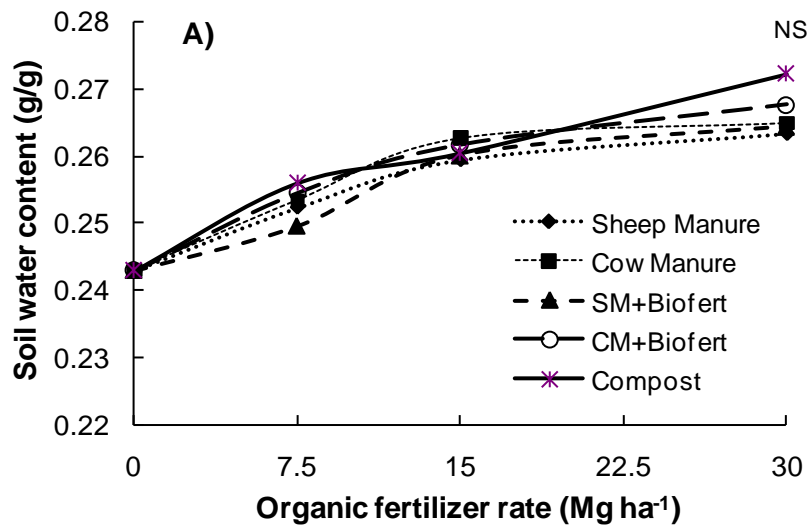 A)
NS
Soil water content (g/g)
0.28
0.27
0.26
0.25
0.24
0.23
0.22
Sheep Manure
Cow Manure
SM+Biofert
CM+Biofert
Compost
0
7.5
15
22.5
30
Organic fertilizer rate (Mg ha⁻¹)